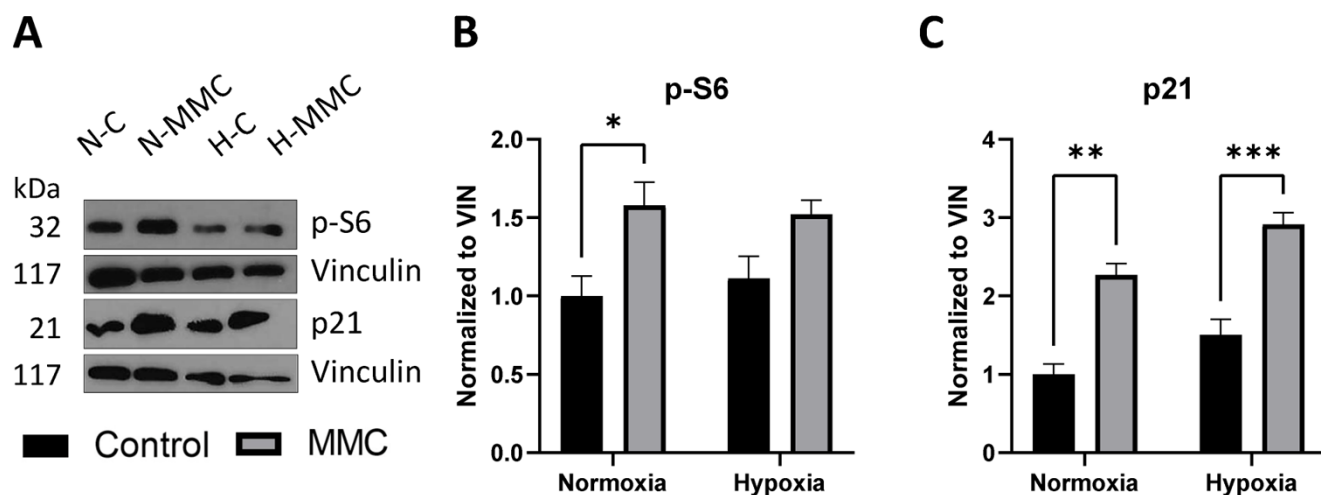 A
N-C
N-MMC
H-C
H-MMC
kDa
32
p-S6
117
Vinculin
21
p21
117
Vinculin
Control
MMC
B
p-S6
Normalized to VIN
2.0
1.5
1.0
0.5
0.0
*
Normoxia
Hypoxia
C
p21
Normalized to VIN
4
3
2
1
0
**
***
Normoxia
Hypoxia